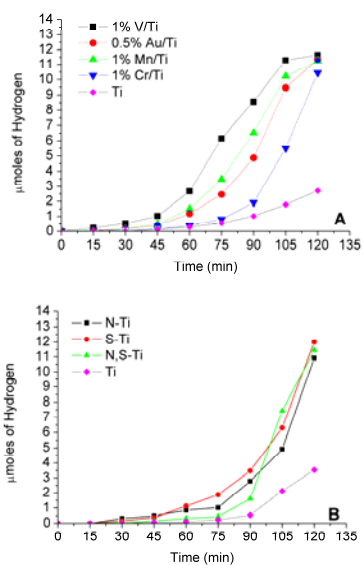 14
13
12
11
10
9
8
7
6
5
4
3
2
1
0
μmoles of Hydrogen
1% V/Ti
0.5% Au/Ti
1% Mn/Ti
1% Cr/Ti
Ti
A
0 15 30 45 60 75 90 105 120 135
Time (min)
14
13
12
11
10
9
8
7
6
5
4
3
2
1
0
μmoles of Hydrogen
N-Ti
S-Ti
N,S-Ti
Ti
B
0 15 30 45 60 75 90 105 120 135
Time (min)